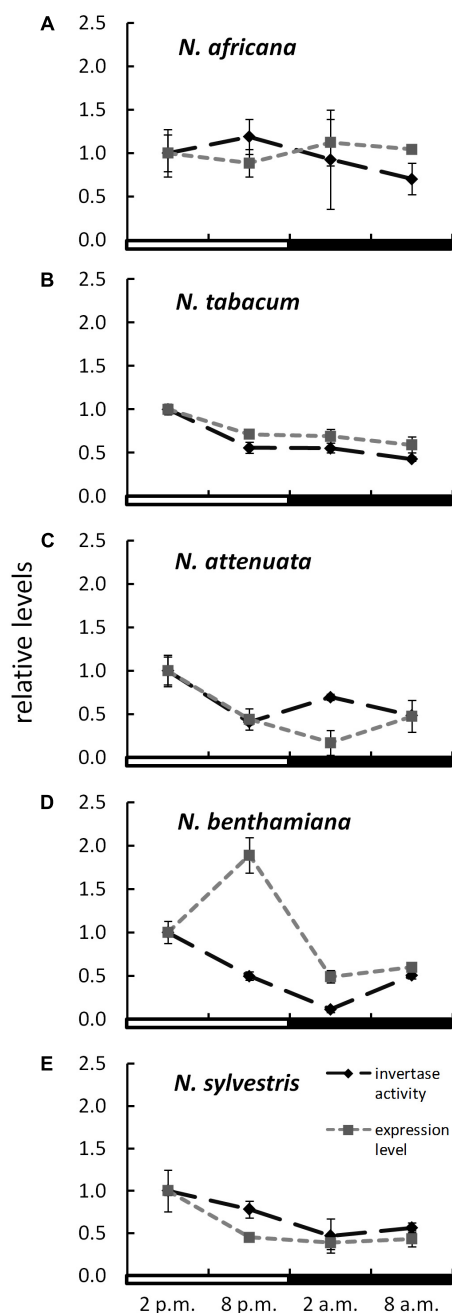 A
N. africana
2.5
2.0
1.5
1.0
0.5
0.0
B
N. tabacum
2.5
2.0
1.5
1.0
0.5
0.0
C
N. attenuata
2.5
2.0
1.5
1.0
0.5
0.0
relative levels
D
N. benthamiana
2.5
2.0
1.5
1.0
0.5
0.0
E
N. sylvestris
2.5
2.0
1.5
1.0
0.5
0.0
invertase
activity
expression
level
2 p.m. 8 p.m. 2 a.m. 8 a.m.